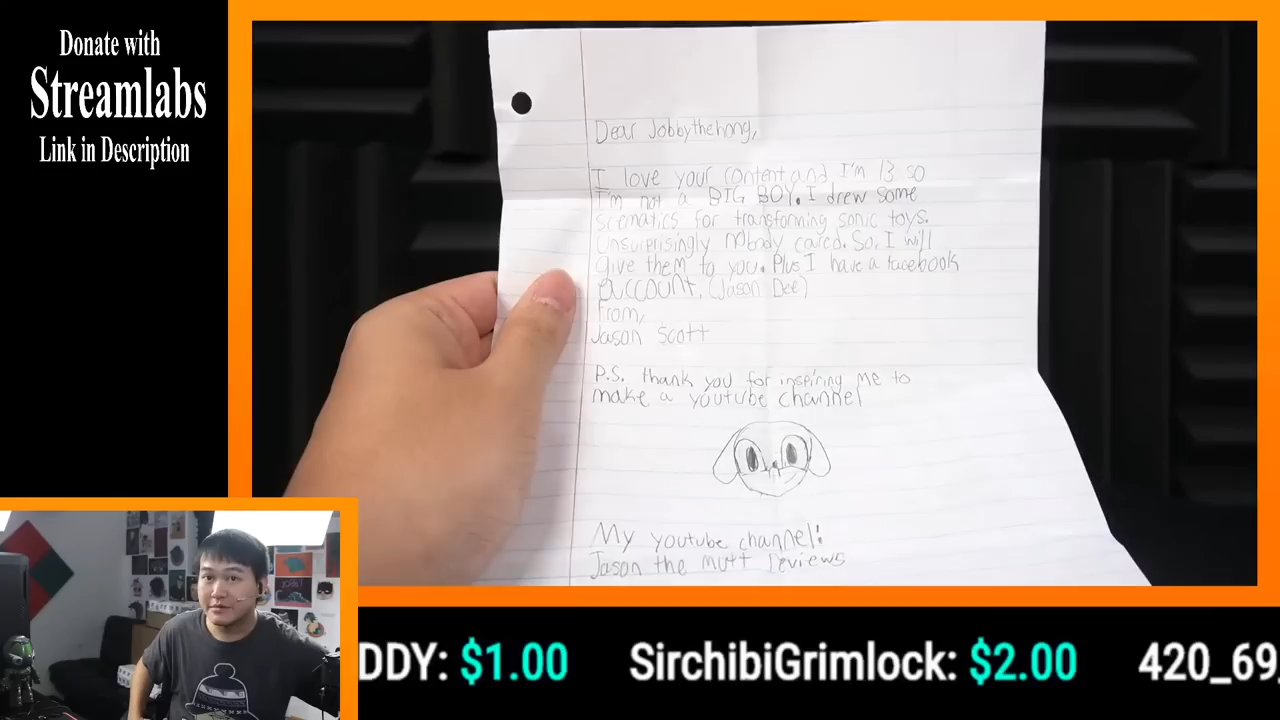 Donate with
Streamlabs
Link in Description
Dear Jobbythehong,
I love your content and I'm 13 so
I'm not a BIG BOY. I drew some
scematics for transforming sonic toys.
Unsurprisingly nobody cared. So, I will
give them to you. Plus I have a facebook
account, (Jason Dee)
from,
Jason Scott
P.S. thank you for inspiring me to
make a youtube channel
My youtube channel:
Jason the mutt reviews
DDY: $1.00 SirchibiGrimlock: $2.00 420_69_